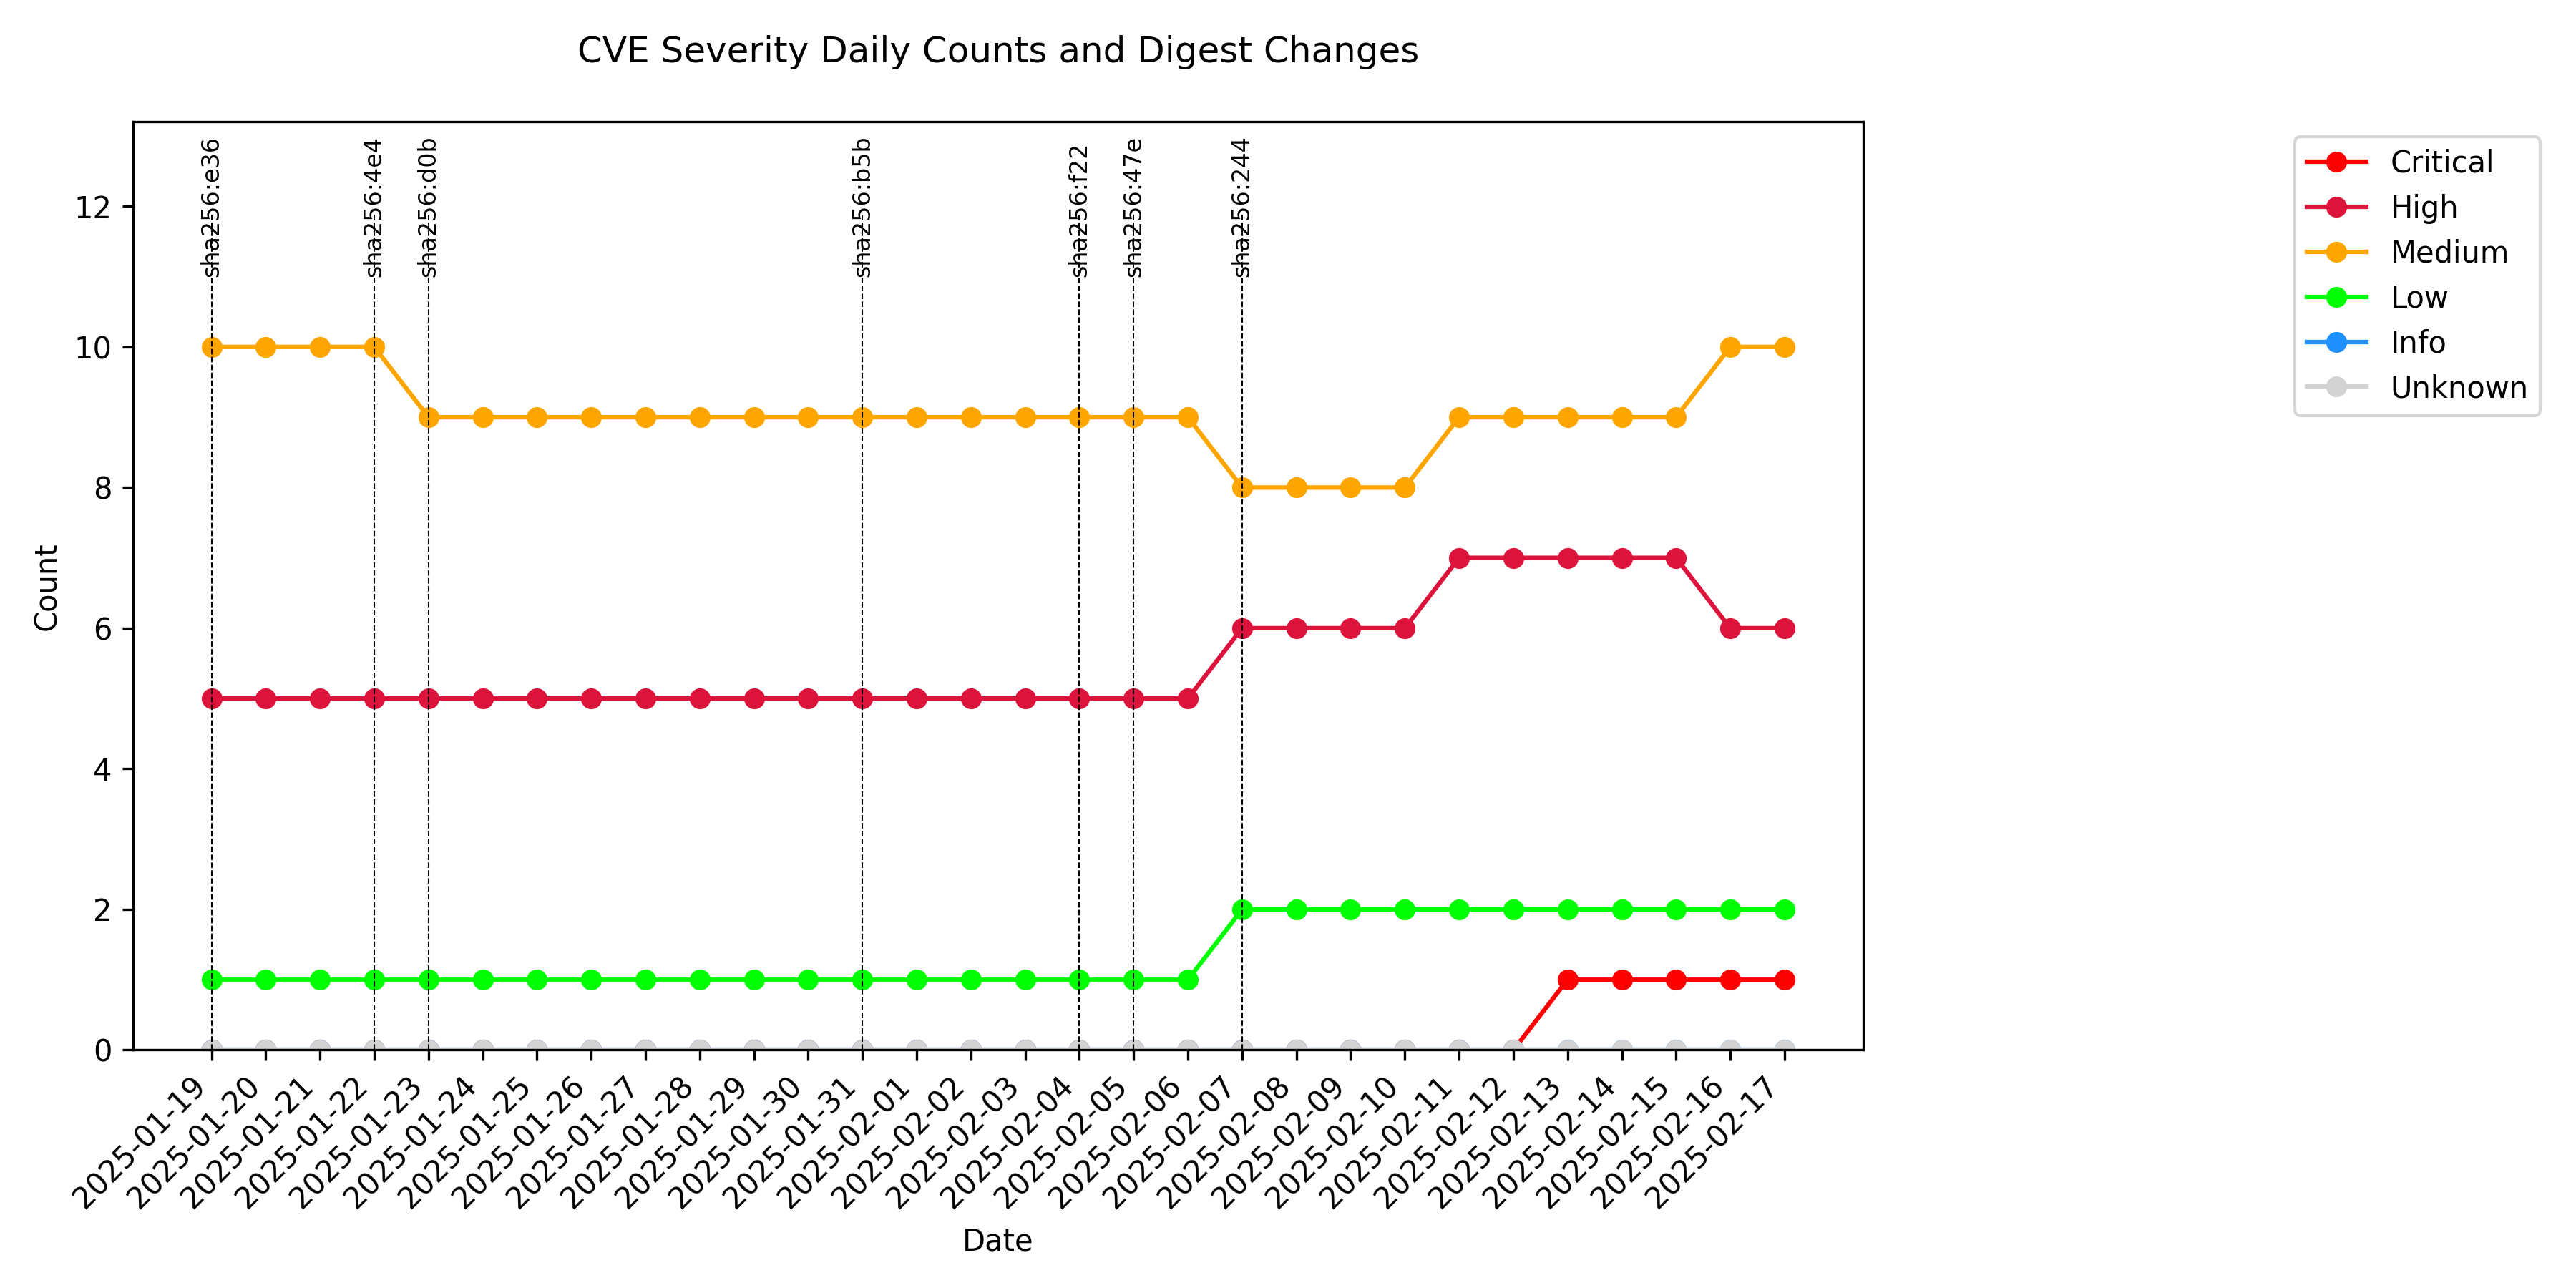 CVE Severity Daily Counts and Digest Changes
sha256:e36
sha256:4e4
sha256:d0b
sha256:b5b
sha256:f22
sha256:47e
sha256:244
Critical
High
Medium
Low
Info
Unknown
Count
12
10
8
6
4
2
0
2025-01-19
2025-01-20
2025-01-21
2025-01-22
2025-01-23
2025-01-24
2025-01-25
2025-01-26
2025-01-27
2025-01-28
2025-01-29
2025-01-30
2025-01-31
2025-02-01
2025-02-02
2025-02-03
2025-02-04
2025-02-05
2025-02-06
2025-02-07
2025-02-08
2025-02-09
2025-02-10
2025-02-11
2025-02-12
2025-02-13
2025-02-14
2025-02-15
2025-02-16
2025-02-17
Date